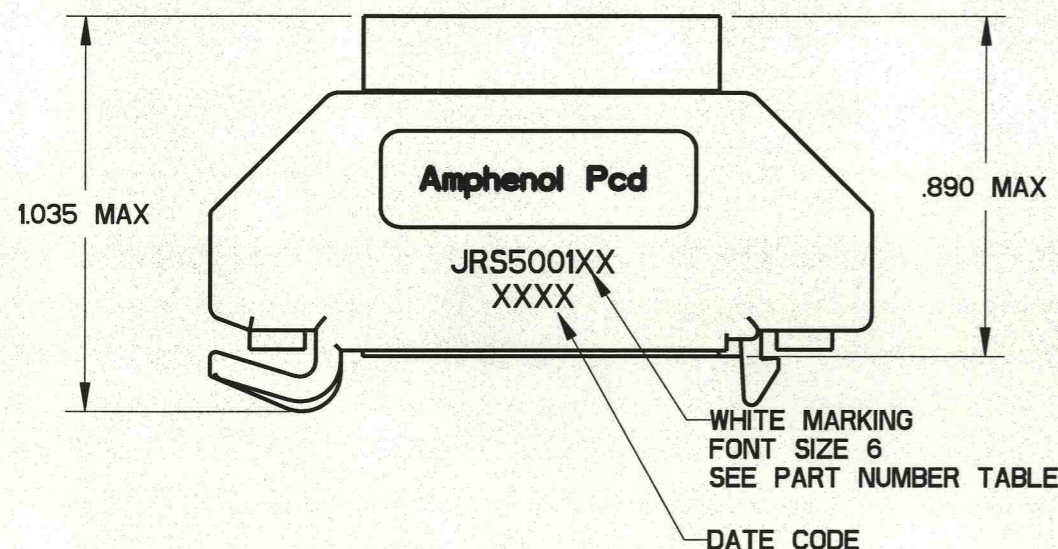 1.035 MAX
.890 MAX
Amphenol Pcd
JRS5001XX
XXXX
WHITE MARKING
FONT SIZE 6
SEE PART NUMBER TABLE
DATE CODE